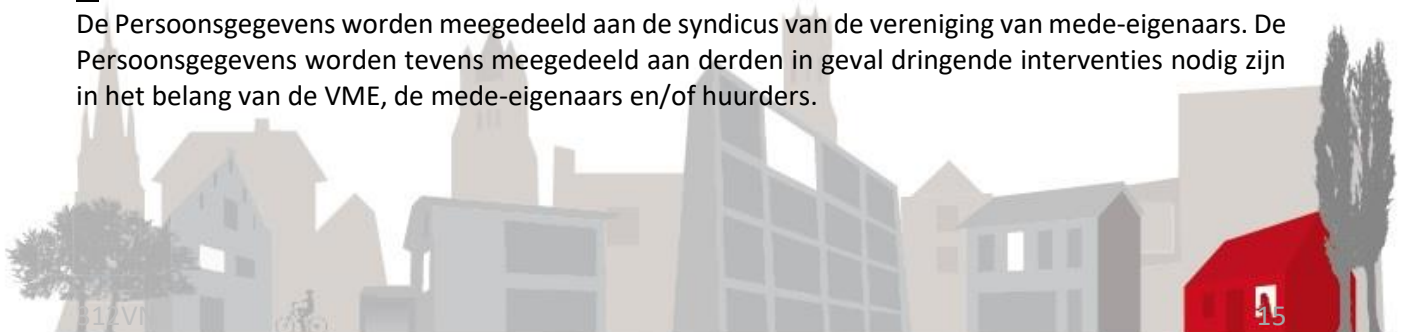 De Persoonsgegevens worden meegedeeld aan de syndicus van de vereniging van mede-eigenaars. De
Persoonsgegevens worden tevens meegedeeld aan derden in geval dringende interventies nodig zijn
in het belang van de VME, de mede-eigenaars en/of huurders.
15